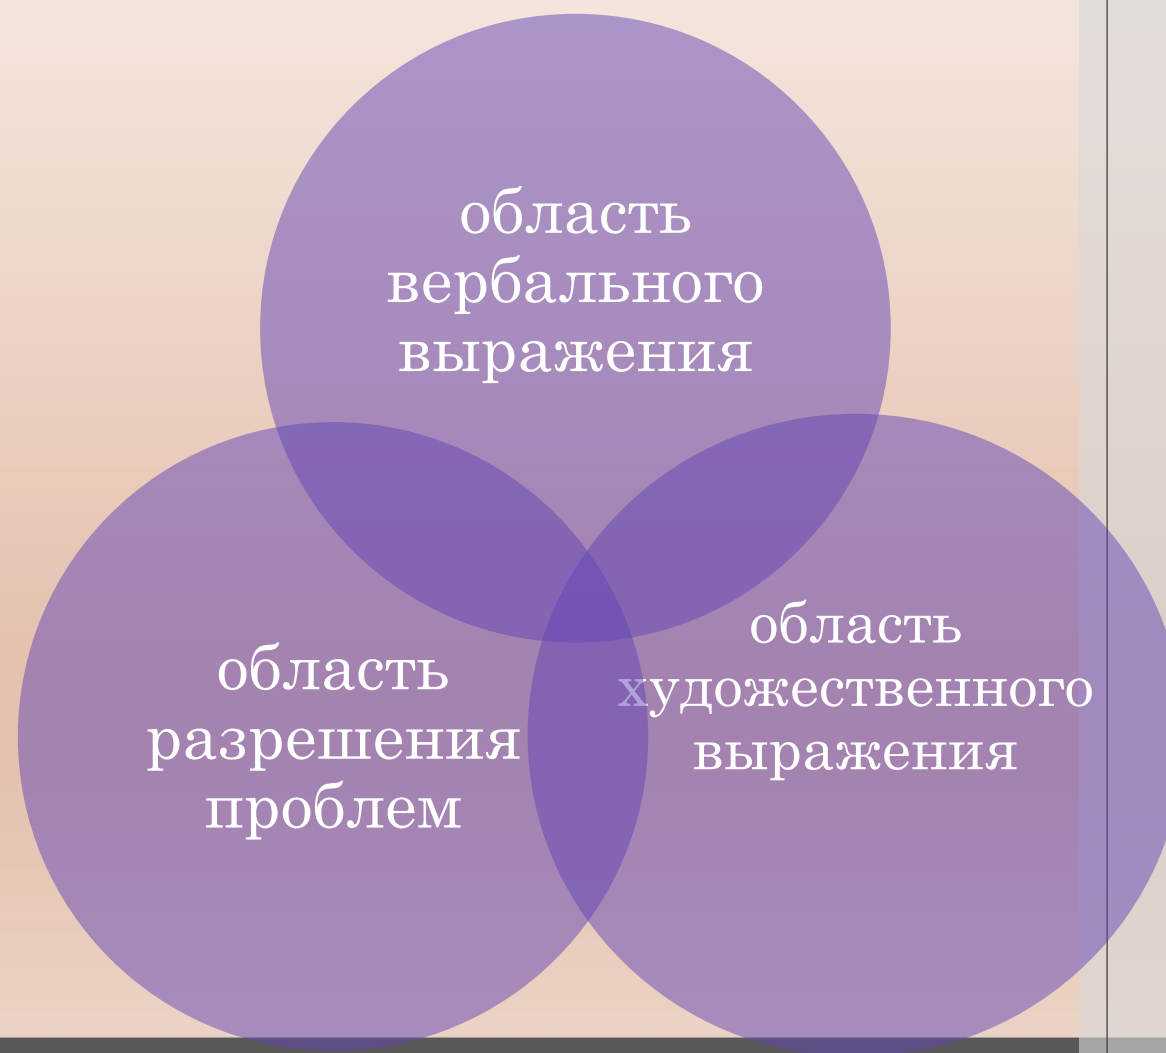 область
вербального
выражения
область
разрешения
проблем
область
художественного
выражения